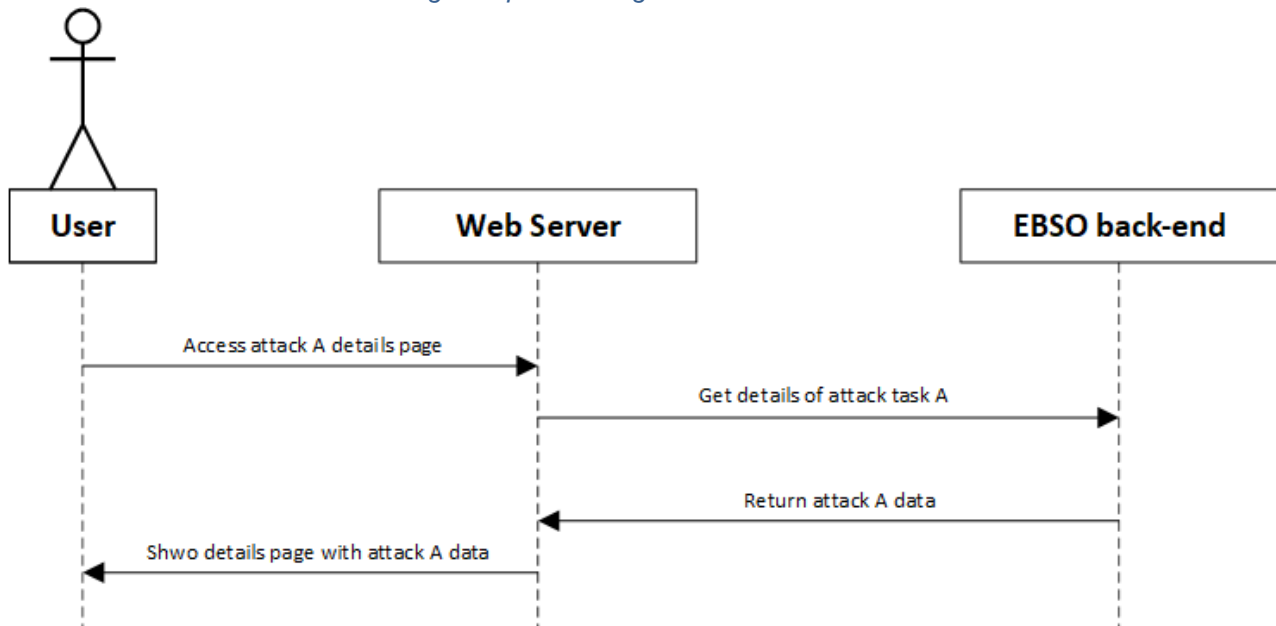 User
Web Server
EBSO back-end
Access attack A details page
Get details of attack task A
Return attack A data
Shwo details page with attack A data